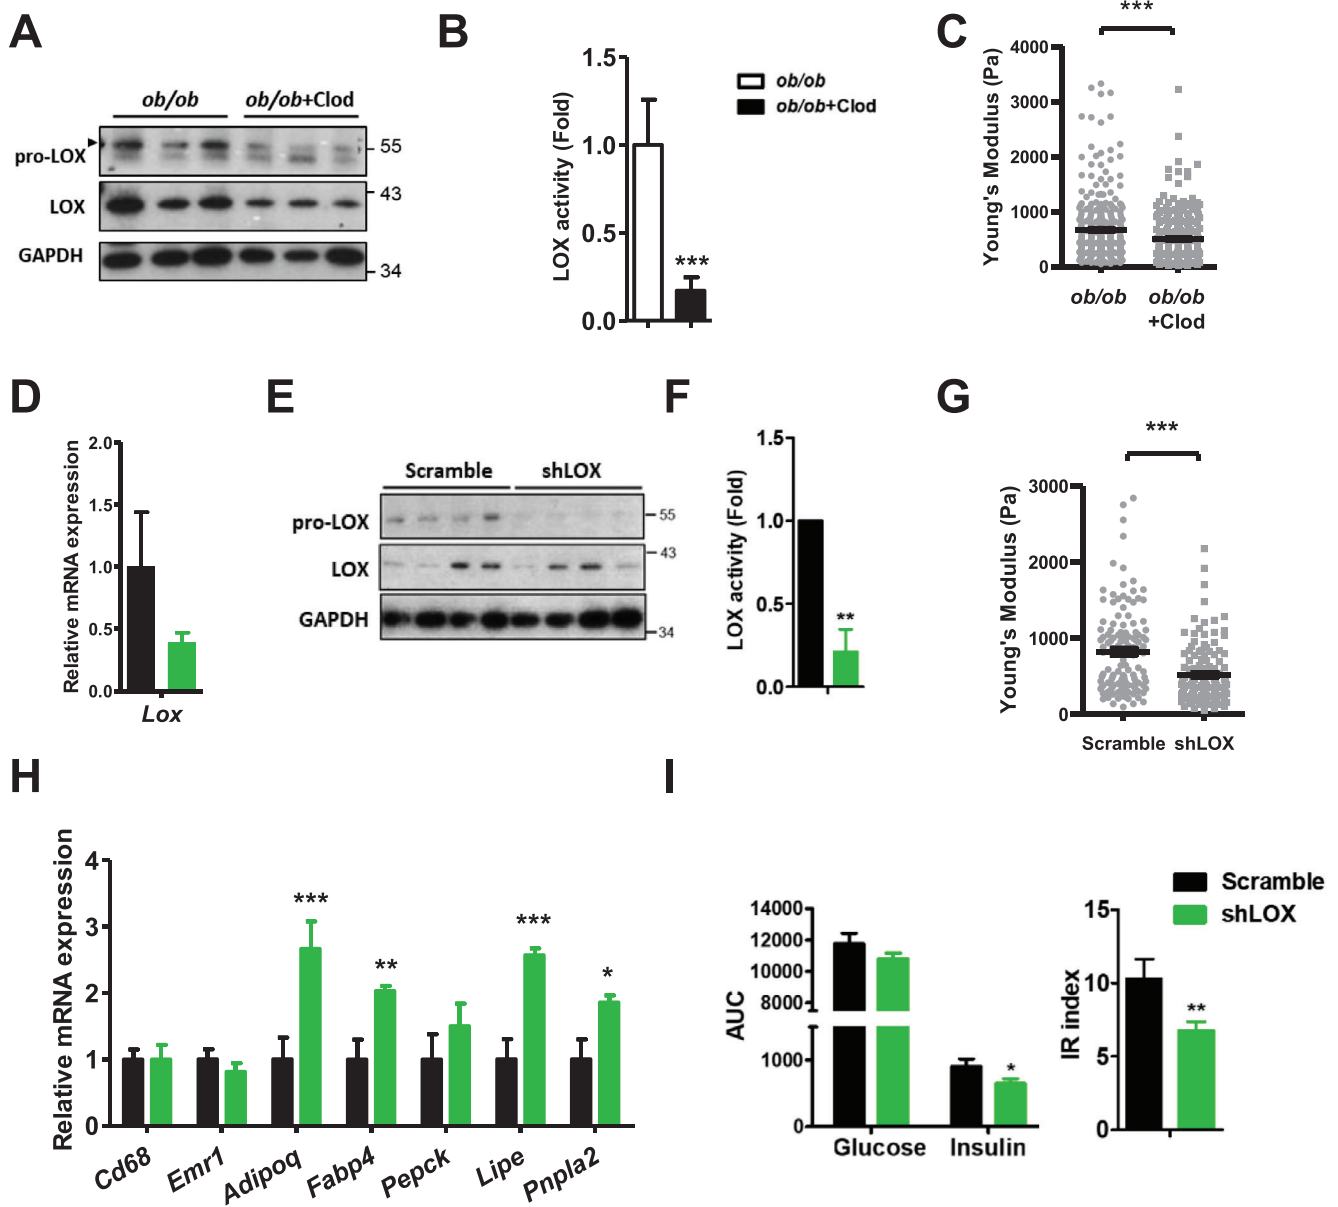 A
ob/ob ob/ob+Clod
pro-LOX
55
LOX
43
GAPDH
34
B
LOX activity (Fold)
1.5
1.0
0.5
0.0
***
ob/ob
ob/ob+Clod
C
***
Young's Modulus (Pa)
4000
3000
2000
1000
0
ob/ob ob/ob
+Clod
D
Relative mRNA expression
2.0
1.5
1.0
0.5
0.0
Lox
E
Scramble shLOX
pro-LOX
55
LOX
43
GAPDH
34
F
LOX activity (Fold)
1.5
1.0
0.5
0.0
**
G
***
Young's Modulus (Pa)
3000
2000
1000
0
Scramble shLOX
H
Relative mRNA expression
4
3
2
1
0
***
**
***
*
Cd68 Emr1 Adipoq Fabp4 Pepck Lipe Pnpla2
I
AUC
14000
12000
10000
8000
1000
0
*
Glucose Insulin
Scramble
shLOX
IR index
15
10
5
0
**